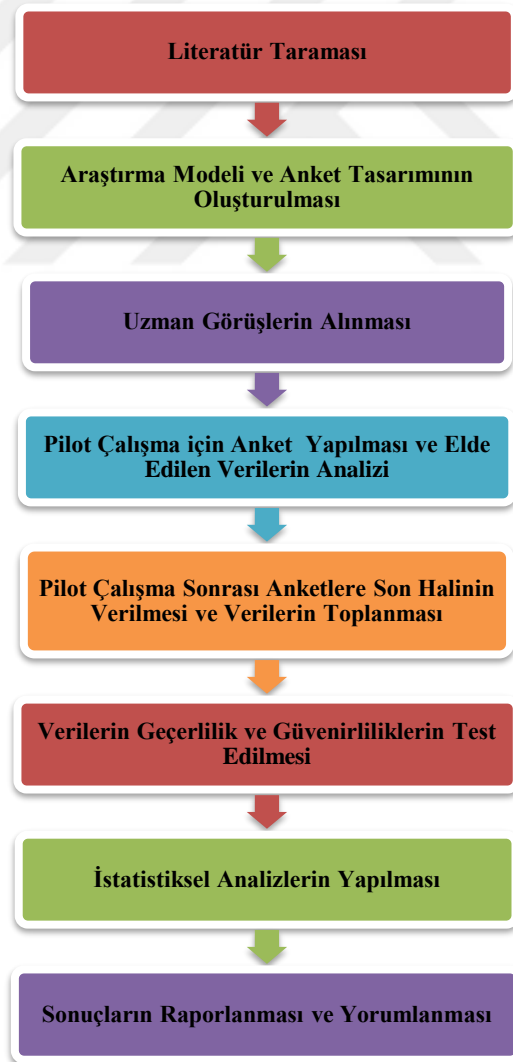 Literatür Taraması
Araştırma Modeli ve Anket Tasarımının
Oluşturulması
Uzman Görüşlerin Alınması
Pilot Çalışma için Anket Yapılması ve Elde
Edilen Verilerin Analizi
Pilot Çalışma Sonrası Anketlere Son Halinin
Verilmesi ve Verilerin Toplanması
Verilerin Geçerlilik ve Güvenirliliklerin Test
Edilmesi
İstatistiksel Analizlerin Yapılması
Sonuçların Raporlanması ve Yorumlanması